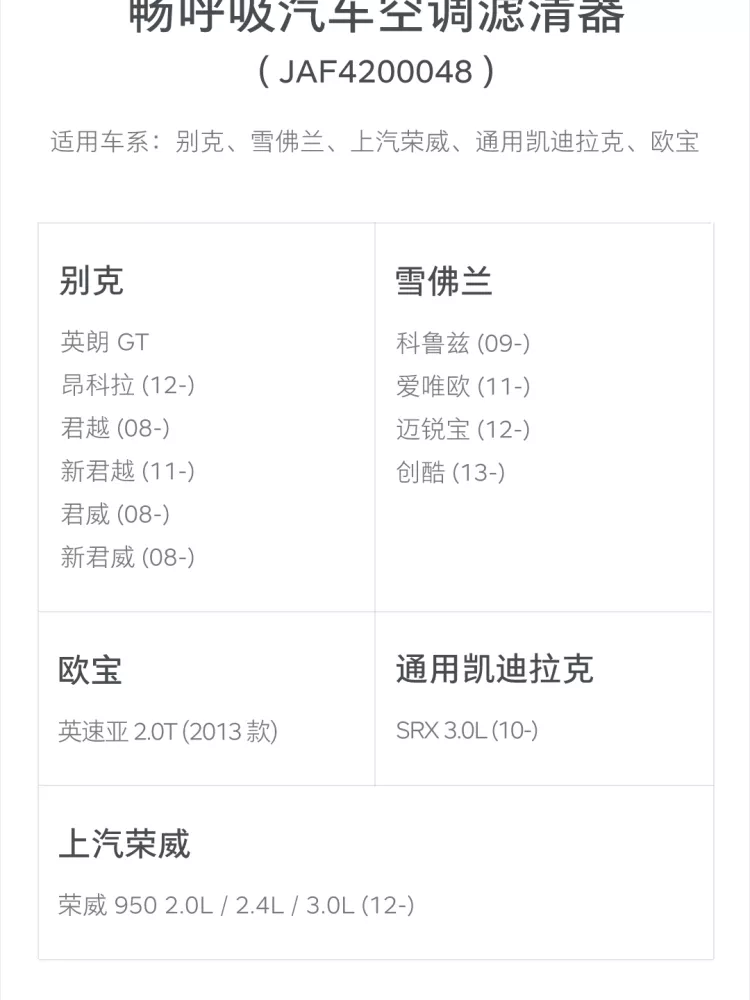 畅呼吸汽车空调滤清器
( JAF4200048 )
适用车系：别克、雪佛兰、上汽荣威、通用凯迪拉克、欧宝
别克
英朗 GT
昂科拉 (12-)
君越 (08-)
新君越 (11-)
君威 (08-)
新君威 (08-)
雪佛兰
科鲁兹 (09-)
爱唯欧 (11-)
迈锐宝 (12-)
创酷 (13-)
欧宝
英速亚 2.0T (2013 款)
通用凯迪拉克
SRX 3.0L (10-)
上汽荣威
荣威 950 2.0L / 2.4L / 3.0L (12-)